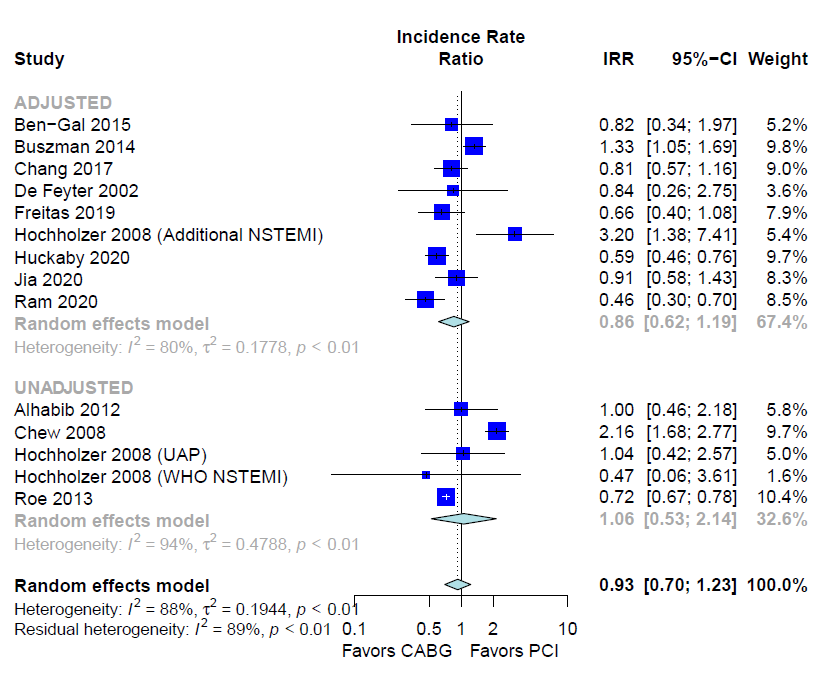 Incidence Rate
Study Ratio IRR 95%−CI Weight
ADJUSTED
Ben−Gal 2015 0.82 [0.34; 1.97] 5.2%
Buszman 2014 1.33 [1.05; 1.69] 9.8%
Chang 2017 0.81 [0.57; 1.16] 9.0%
De Feyter 2002 0.84 [0.26; 2.75] 3.6%
Freitas 2019 0.66 [0.40; 1.08] 7.9%
Hochholzer 2008 (Additional NSTEMI) 3.20 [1.38; 7.41] 5.4%
Huckaby 2020 0.59 [0.46; 0.76] 9.7%
Jia 2020 0.91 [0.58; 1.43] 8.3%
Ram 2020 0.46 [0.30; 0.70] 8.5%
Random effects model 0.86 [0.62; 1.19] 67.4%
Heterogeneity: I² = 80%, τ² = 0.1778, p < 0.01
UNADJUSTED
Alhabib 2012 1.00 [0.46; 2.18] 5.8%
Chew 2008 2.16 [1.68; 2.77] 9.7%
Hochholzer 2008 (UAP) 1.04 [0.42; 2.57] 5.0%
Hochholzer 2008 (WHO NSTEMI) 0.47 [0.06; 3.61] 1.6%
Roe 2013 0.72 [0.67; 0.78] 10.4%
Random effects model 1.06 [0.53; 2.14] 32.6%
Heterogeneity: I² = 94%, τ² = 0.4788, p < 0.01
Random effects model 0.93 [0.70; 1.23] 100.0%
Heterogeneity: I² = 88%, τ² = 0.1944, p < 0.01
Residual heterogeneity: I² = 89%, p < 0.01 0.1 0.5 1 2 10
Favors CABG Favors PCI